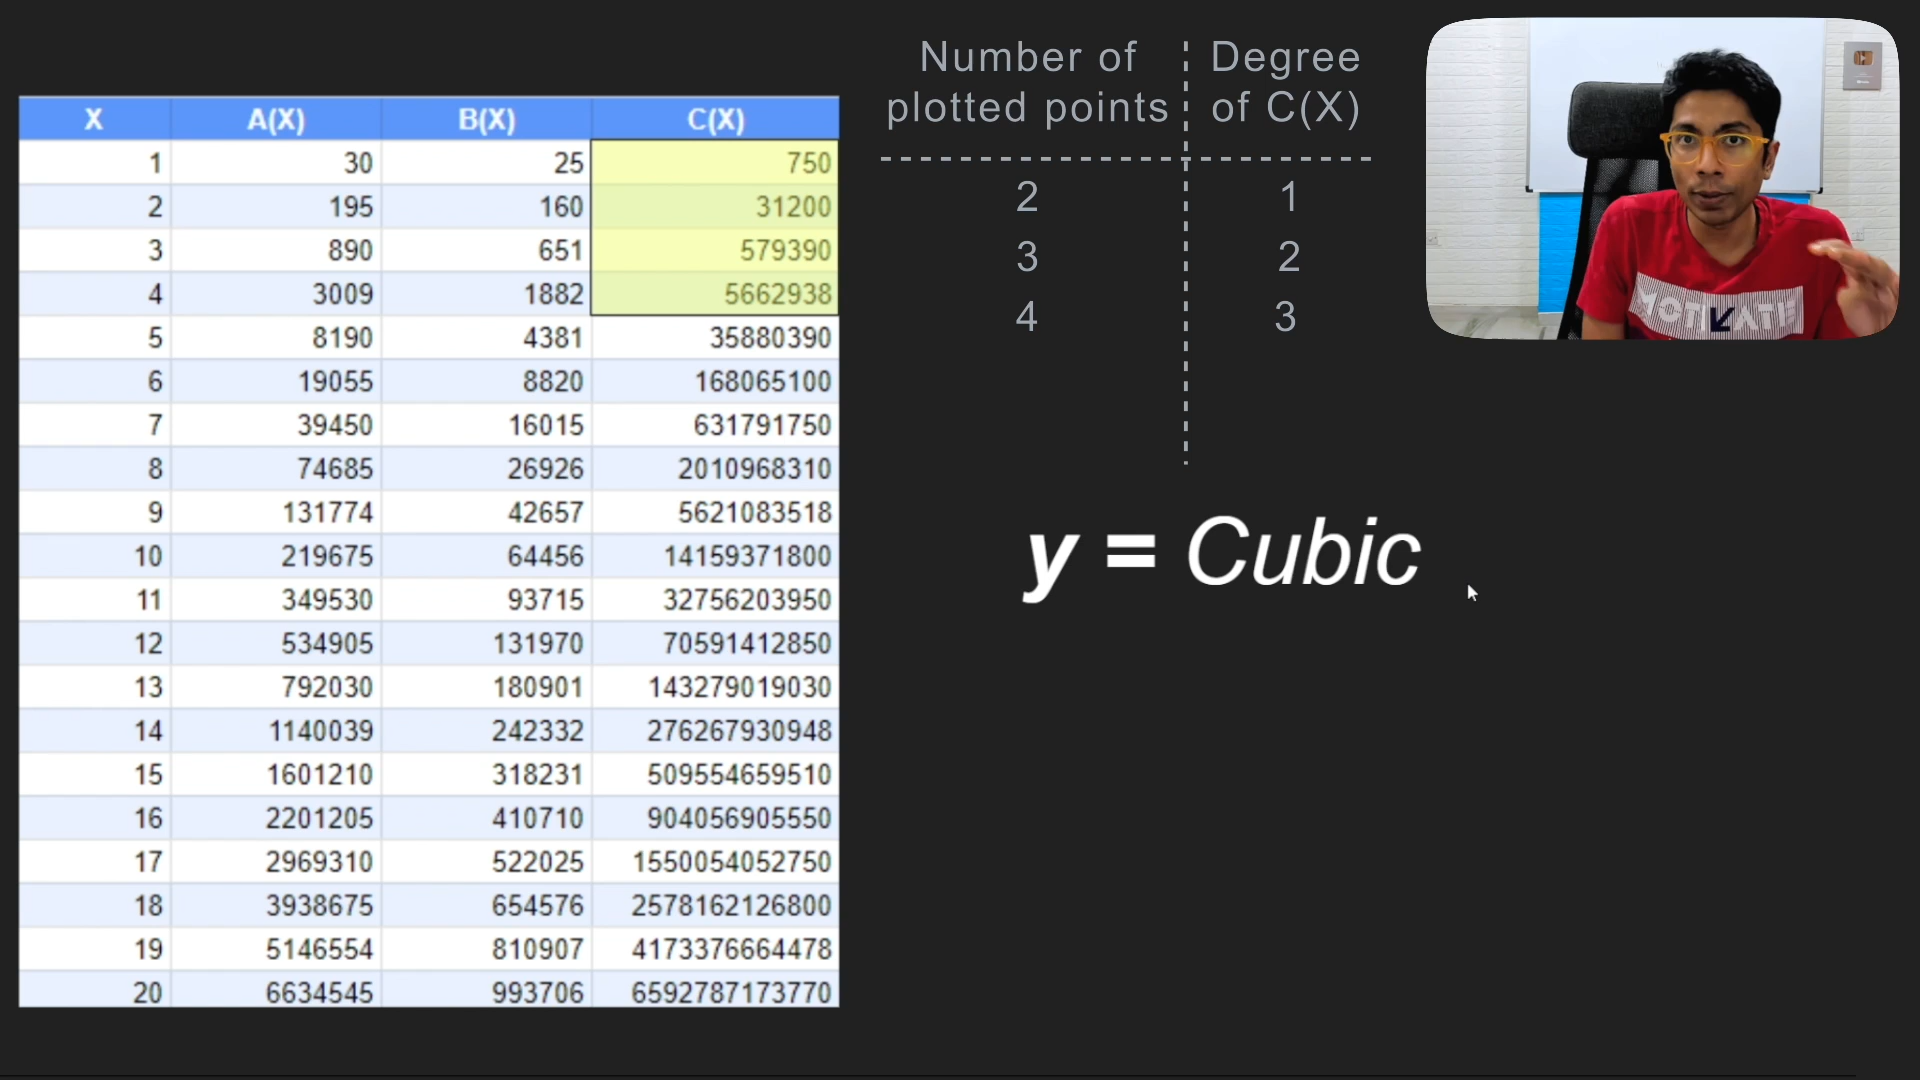 X A(X) B(X) C(X)
1 30 25 750
2 195 160 31200
3 890 651 579390
4 3009 1882 5662938
5 8190 4381 35880390
6 19055 8820 168065100
7 39450 16015 631791750
8 74685 26926 2010968310
9 131774 42657 5621083518
10 219675 64456 14159371800
11 349530 93715 32756203950
12 534905 131970 70591412850
13 792030 180901 143279019030
14 1140039 242332 276267930948
15 1601210 318231 509554659510
16 2201205 410710 904056905550
17 2969310 522025 1550054052750
18 3938675 654576 2578162126800
19 5146554 810907 4173376664478
20 6634545 993706 6592787173770
Number of
plotted points
Degree
of C(X)
2 1
3 2
4 3
y = Cubic
MOTIVATE